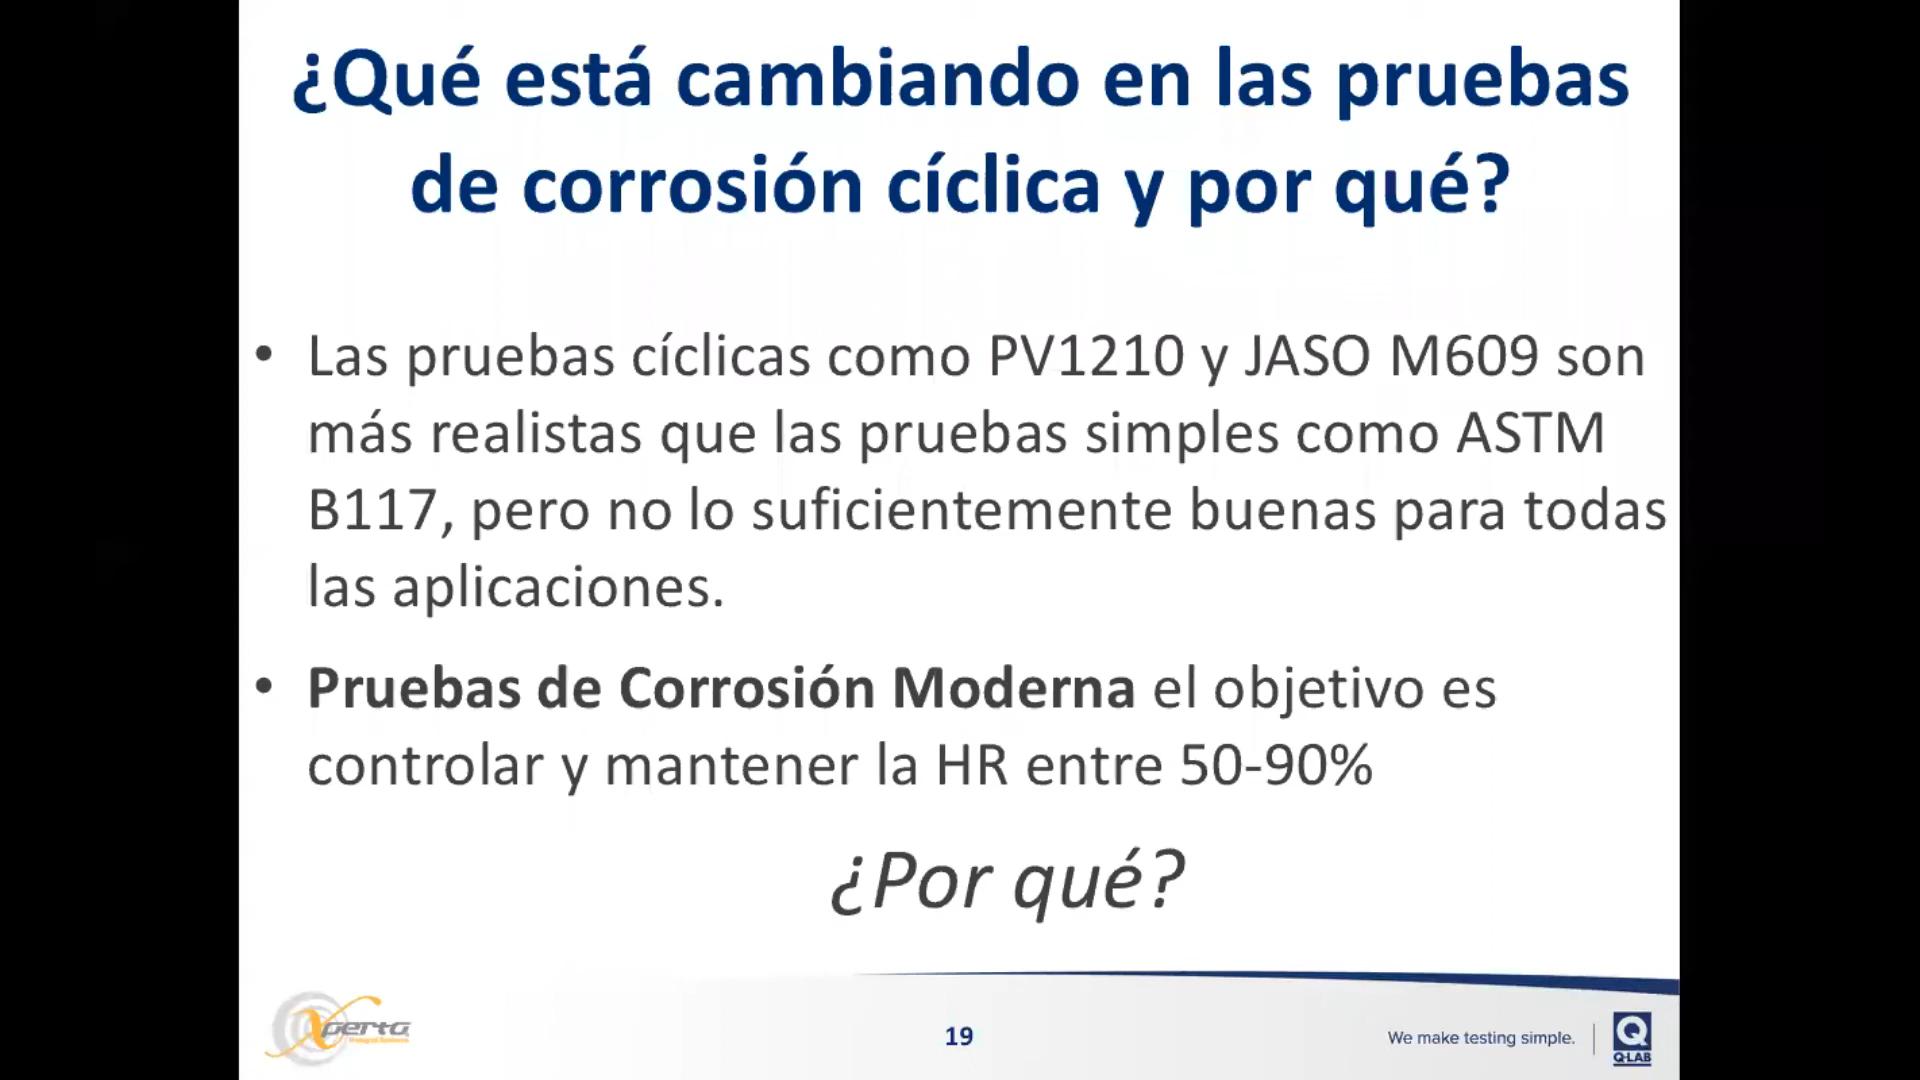 ¿Qué está cambiando en las pruebas
de corrosión cíclica y por qué?
• Las pruebas cíclicas como PV1210 y JASO M609 son
más realistas que las pruebas simples como ASTM
B117, pero no lo suficientemente buenas para todas
las aplicaciones.
• Pruebas de Corrosión Moderna el objetivo es
controlar y mantener la HR entre 50-90%
¿Por qué?
Xperta
19
We make testing simple.
Q-LAB